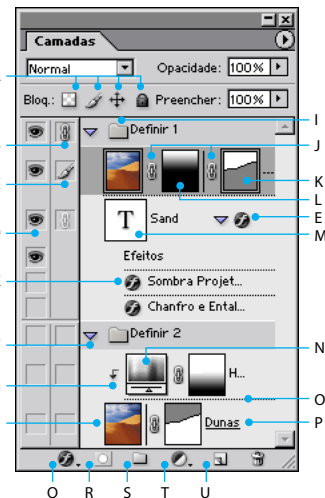 Camadas
Normal Opacidade: 100%
Bloq.: Preencher: 100%
Definir 1 I
J
K
L
T Sand E
M
Efeitos
Sombra Projet...
Chanfro e Ental...
Definir 2
N
H...
O
Dunas P
Q R S T U